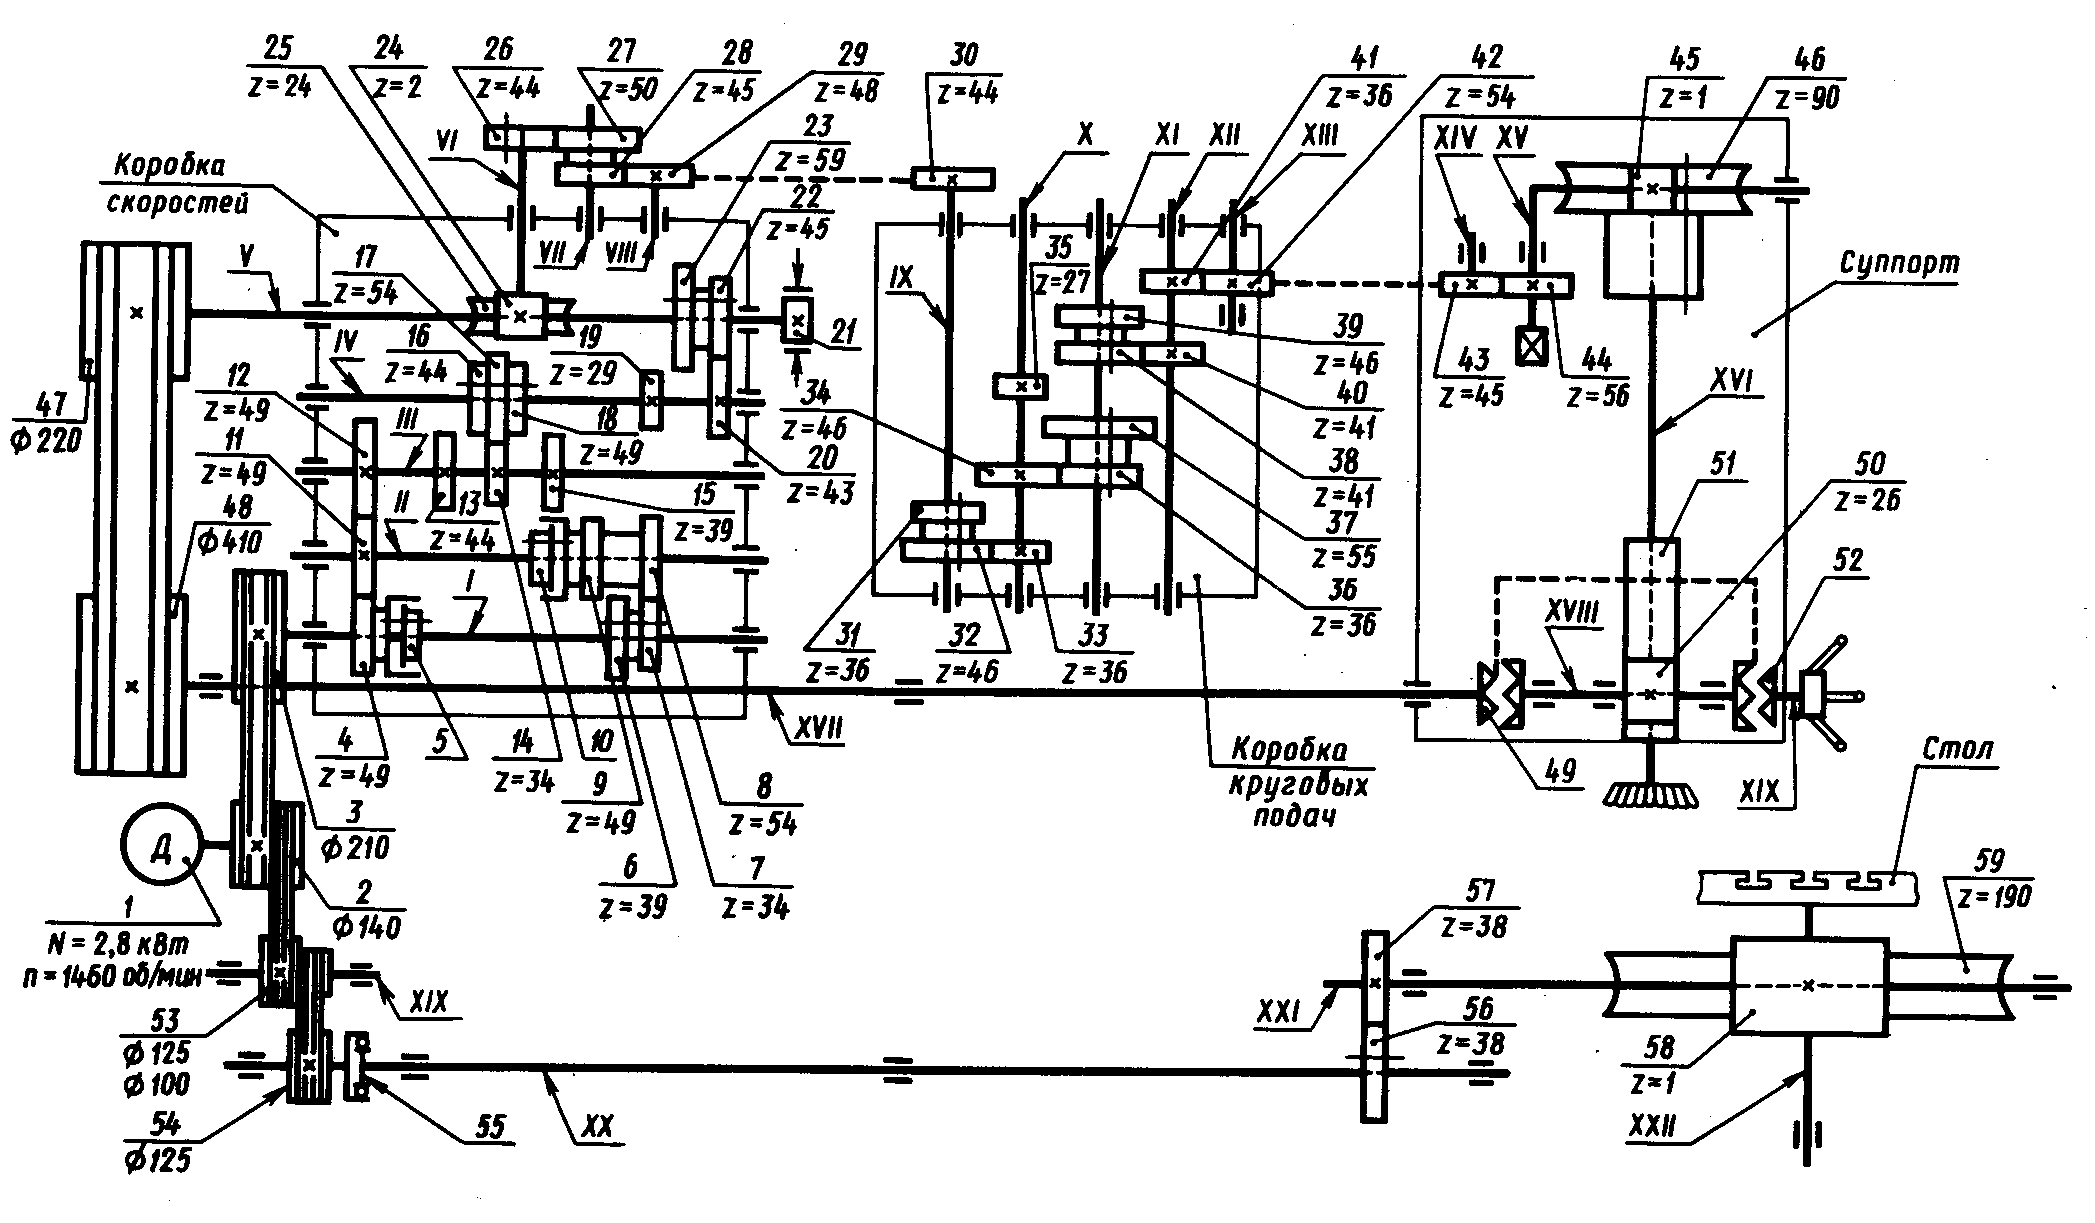 25
z=24
24
z=2
26
z=44
27
z=50
28
z=45
29
z=48
30
z=44
41
z=36
42
z=54
45
z=1
46
z=90
VI
23
z=59
X
XI
XII
XIII
XIV
XV
Коробка
скоростей
22
z=45
V
17
z=54
VII
VIII
IX
35
z=27
Суппорт
IV
16
z=44
19
z=29
21
39
z=46
43
z=45
44
z=56
12
z=49
34
z=46
40
z=41
XVI
47
ф220
III
18
z=49
11
z=49
20
z=43
38
z=41
51
50
z=26
48
ф410
II
13
z=44
15
z=39
37
z=55
52
I
36
z=36
XVIII
31
z=36
32
z=46
33
z=36
4
z=49
5
14
z=34
10
XVII
Коробка
круговых
подач
49
XIX
Стол
9
z=49
8
z=54
3
ф210
Д
6
z=39
7
z=34
1
N=2,8 кВт
n=1460 об/мин
2
ф140
57
z=38
59
z=190
XIX
XXI
56
z=38
53
ф125
ф100
58
z=1
54
ф125
55
XX
XXII